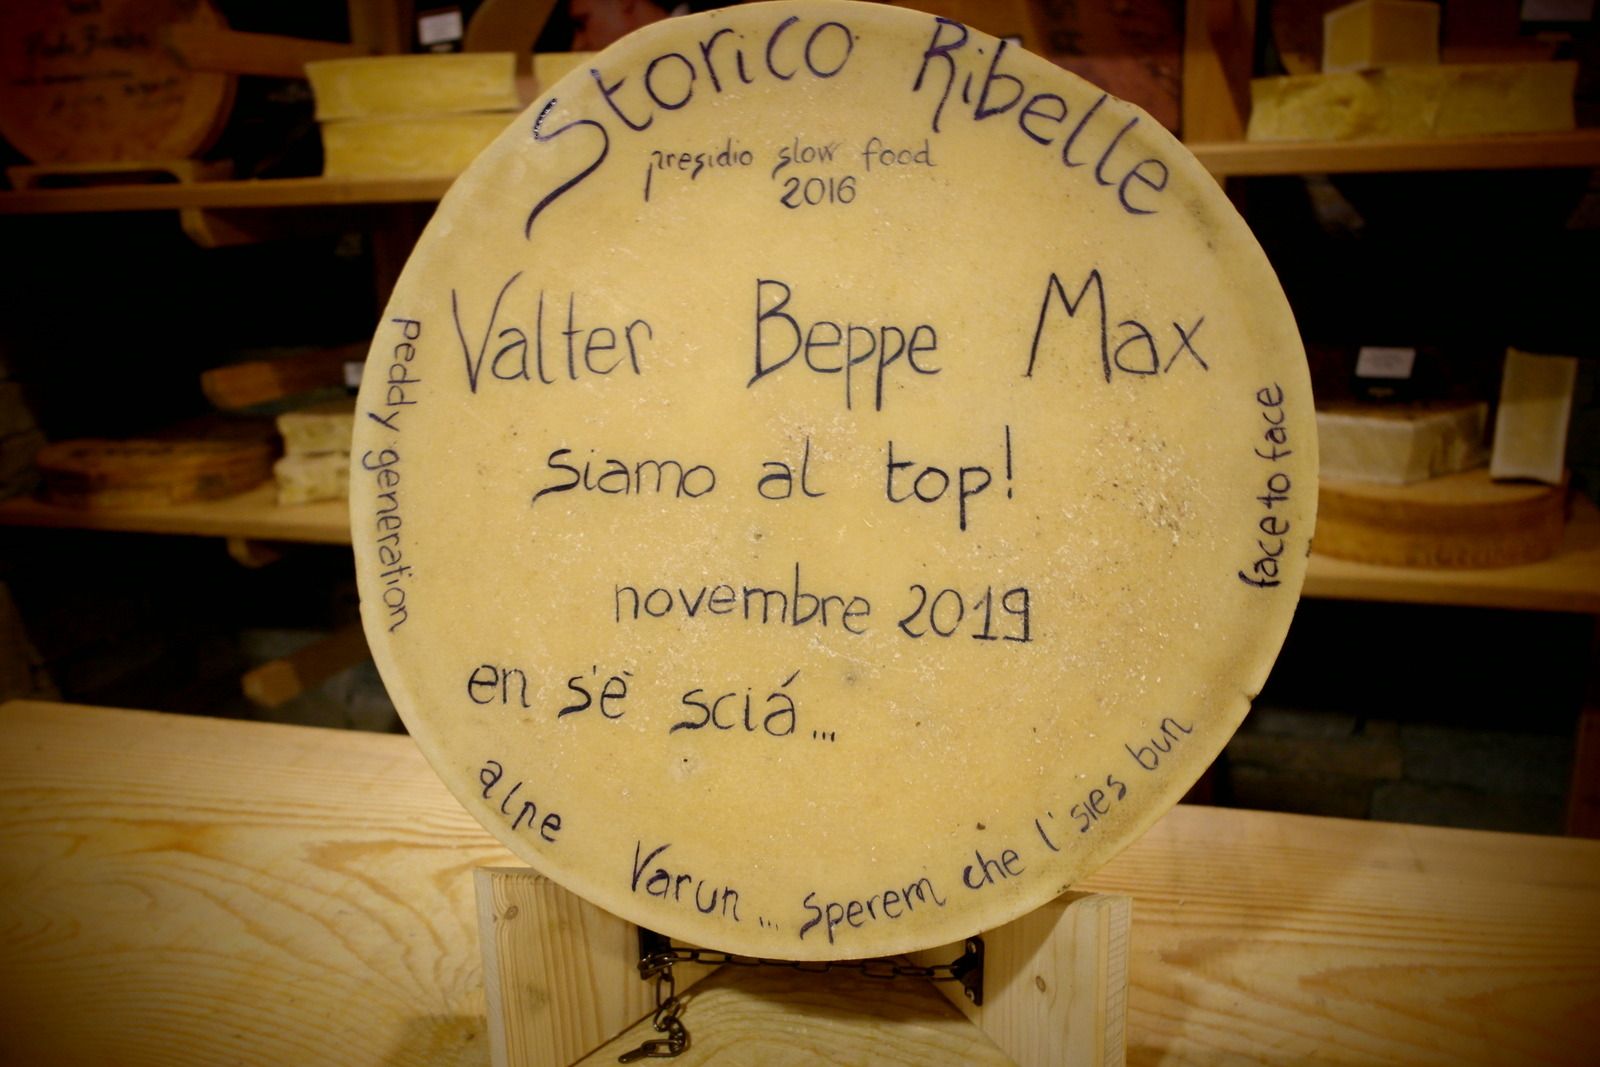 Storico Ribelle
presidio slow food
2016
Valter Beppe Max
siamo al top!
novembre 2019
en s'è sciá...
alpe Varun... sperem che l'sies bun
peddy generation
face to face